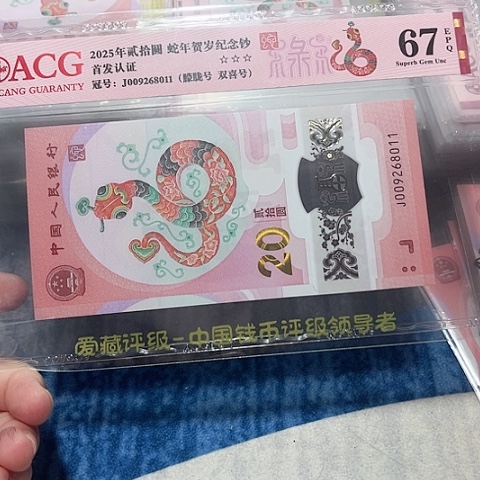 ACG
CANG GUARANTY
2025年贰拾圆 蛇年贺岁纪念钞
首发认证
☆☆☆
冠号:J009268011(朦胧号 双喜号)
67
EPQ
Superb Gem Unc
中国人民银行
贰拾圆
20
J009268011
爱藏评级-中国钱币评级领导者